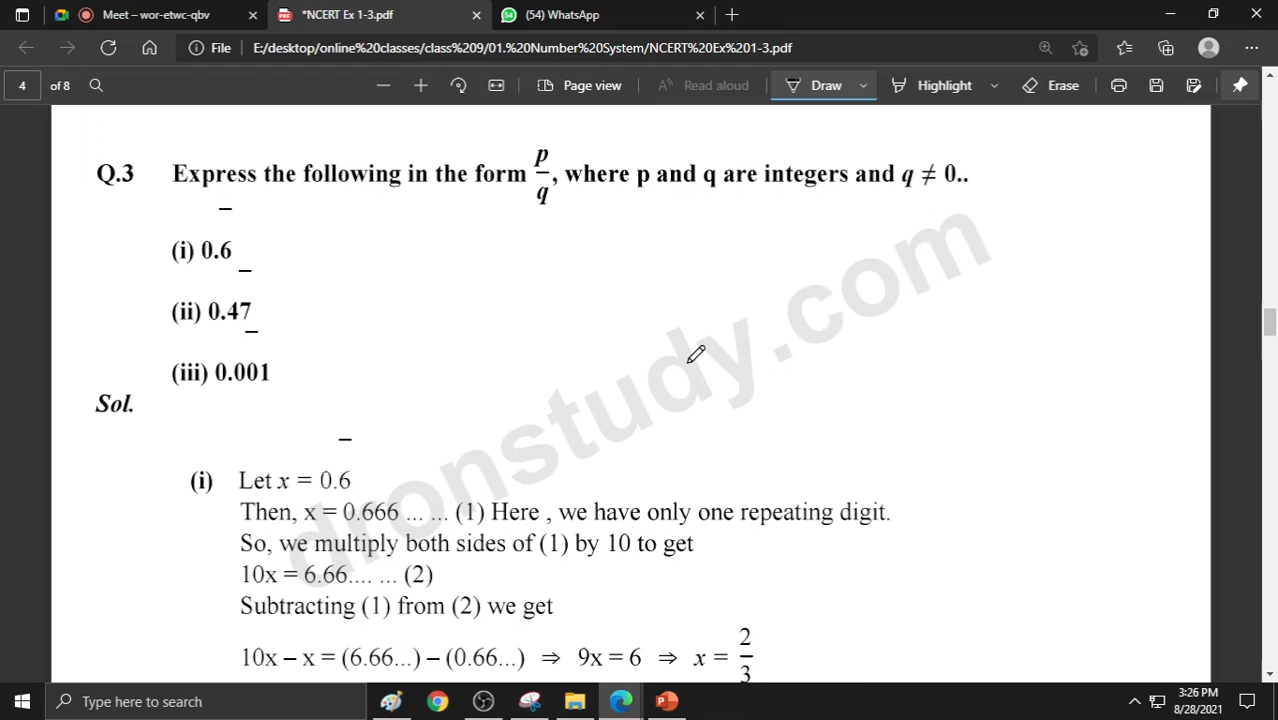 Meet – wor-etwc-qbv
*NCERT Ex 1-3.pdf
(54) WhatsApp
File
E:/desktop/online%20classes/class%209/01.%20Number%20System/NCERT%20Ex%201-3.pdf
4 of 8
Page view
Read aloud
Draw
Highlight
Erase
Q.3 Express the following in the form p/q, where p and q are integers and q ≠ 0..
(i) 0.6̅
(ii) 0.47̅
(iii) 0.001̅
Sol.
(i) Let x = 0.6̅
Then, x = 0.666 ... ... (1) Here , we have only one repeating digit.
So, we multiply both sides of (1) by 10 to get
10x = 6.66.... ... (2)
Subtracting (1) from (2) we get
10x – x = (6.66...) – (0.66...) ⇒ 9x = 6 ⇒ x = 2/3
dronstudy.com
Type here to search
3:26 PM
8/28/2021